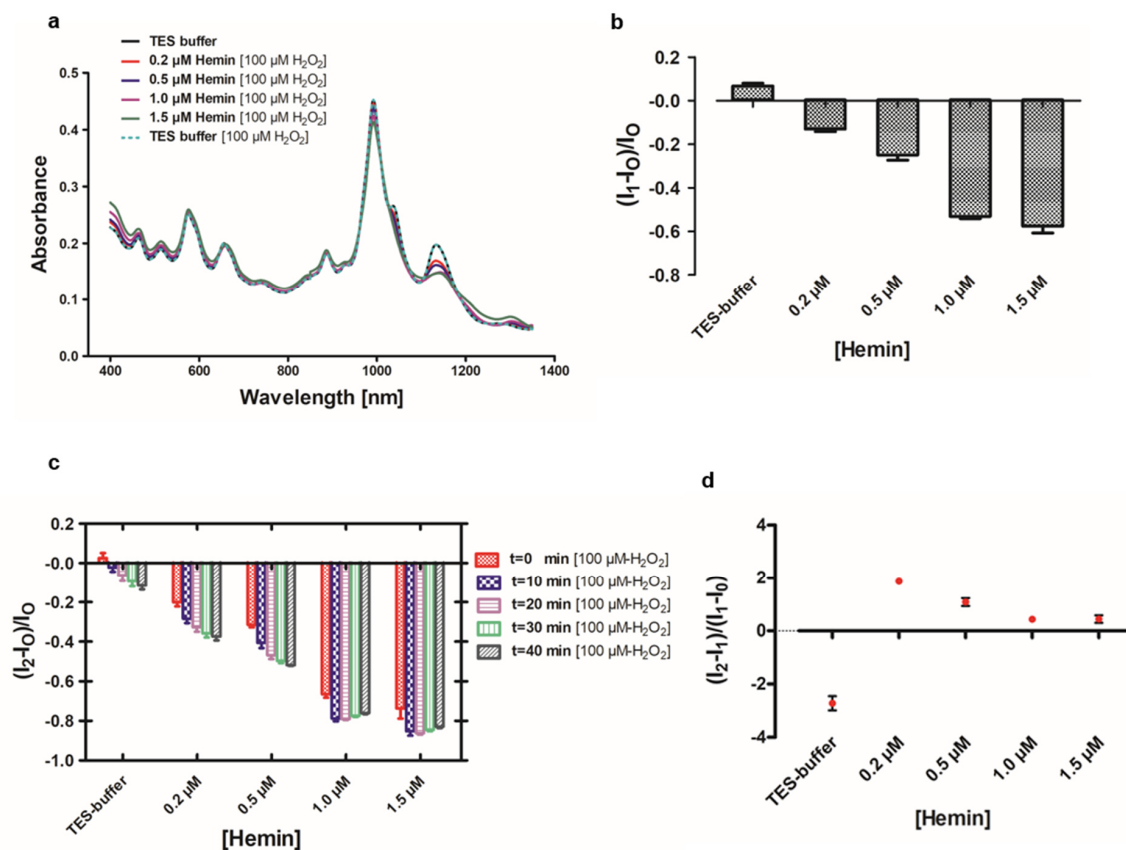 a
TES buffer
0.2 µM Hemin [100 µM H₂O₂]
0.5 µM Hemin [100 µM H₂O₂]
1.0 µM Hemin [100 µM H₂O₂]
1.5 µM Hemin [100 µM H₂O₂]
TES buffer [100 µM H₂O₂]
Absorbance
0.5
0.4
0.3
0.2
0.1
0.0
400 600 800 1000 1200 1400
Wavelength [nm]
b
(I₁-I_O)/I_O
0.2
-0.0
-0.2
-0.4
-0.6
-0.8
TES-buffer 0.2 µM 0.5 µM 1.0 µM 1.5 µM
[Hemin]
c
(I₂-I_O)/I_O
0.2
-0.0
-0.2
-0.4
-0.6
-0.8
-1.0
TES-buffer 0.2 µM 0.5 µM 1.0 µM 1.5 µM
[Hemin]
t=0 min [100 µM-H₂O₂]
t=10 min [100 µM-H₂O₂]
t=20 min [100 µM-H₂O₂]
t=30 min [100 µM-H₂O₂]
t=40 min [100 µM-H₂O₂]
d
(I₂-I₁)/(I₁-I₀)
4
2
0
-2
-4
TES-buffer 0.2 µM 0.5 µM 1.0 µM 1.5 µM
[Hemin]